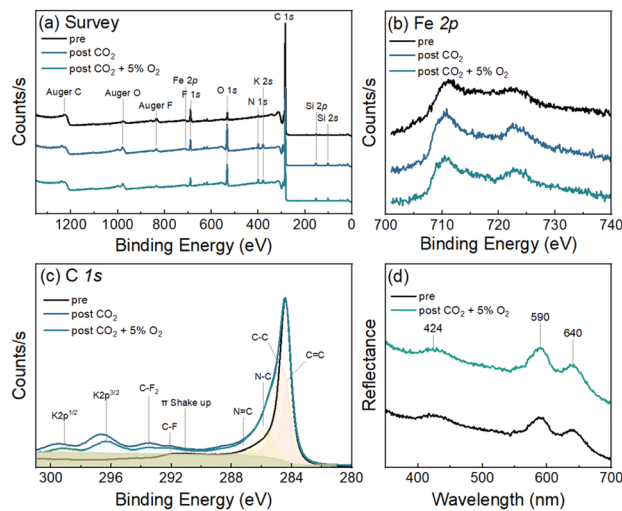 (a) Survey
pre
post CO₂
post CO₂ + 5% O₂
C 1s
Fe 2p
F 1s
K 2s
O 1s
N 1s
Auger C
Auger O
Auger F
Si 2p
Si 2s
Counts/s
1200 1000 800 600 400 200 0
Binding Energy (eV)
(b) Fe 2p
pre
post CO₂
post CO₂ + 5% O₂
Counts/s
700 710 720 730 740
Binding Energy (eV)
(c) C 1s
pre
post CO₂
post CO₂ + 5% O₂
C-C
C=C
N-C
π Shake up
C-F₂
K2p³/²
K2p¹/²
N=C
C-F
Counts/s
300 296 292 288 284 280
Binding Energy (eV)
(d)
pre
post CO₂ + 5% O₂
424
590
640
Reflectance
400 500 600 700
Wavelength (nm)